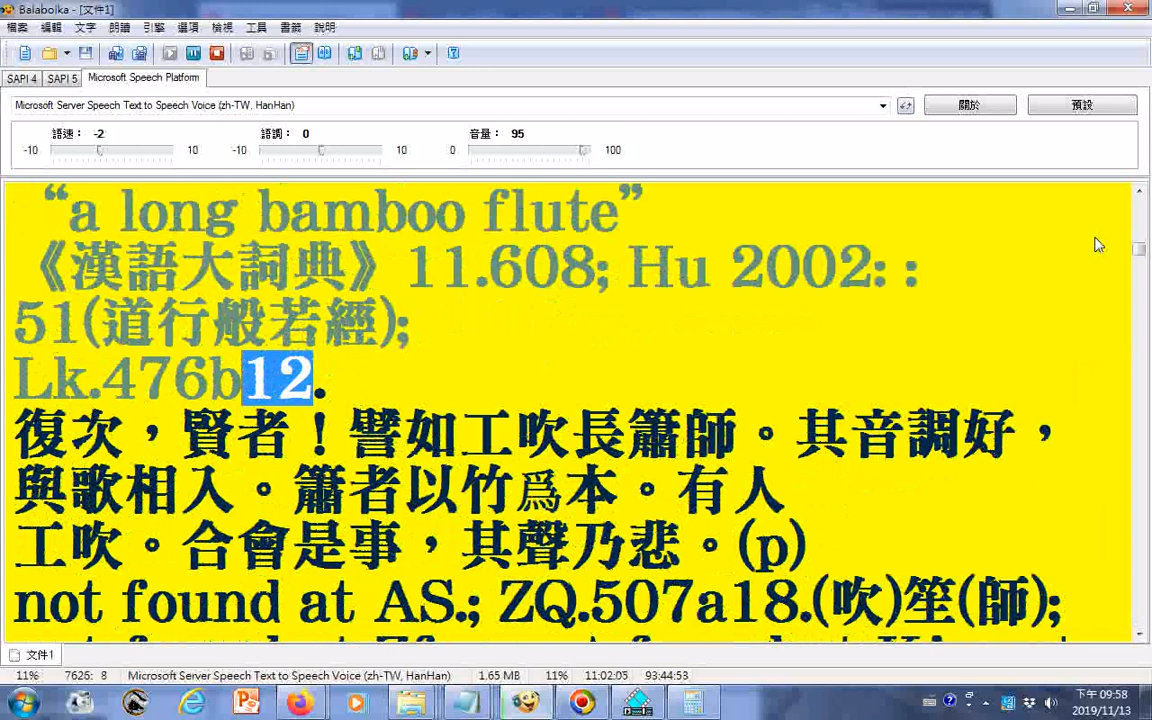 Balabolka - [文件1]
檔案 編輯 文字 朗讀 引擎 選項 檢視 工具 書籤 說明
SAPI 4 SAPI 5 Microsoft Speech Platform
Microsoft Server Speech Text to Speech Voice (zh-TW, HanHan) 關於 預設
語速： -2 語調： 0 音量： 95
-10 10 -10 10 0 100
“a long bamboo flute”
《漢語大詞典》11.608; Hu 2002: :
51(道行般若經);
Lk.476b12.
復次，賢者！譬如工吹長簫師。其音調好，
與歌相入。簫者以竹爲本。有人
工吹。合會是事，其聲乃悲。(p)
not found at AS.; ZQ.507a18.(吹)笙(師);
文件1
11% 7625: 8 Microsoft Server Speech Text to Speech Voice (zh-TW, HanHan) 1.65 MB 11% 11:02:05 93:44:53
下午 09:58
2019/11/13